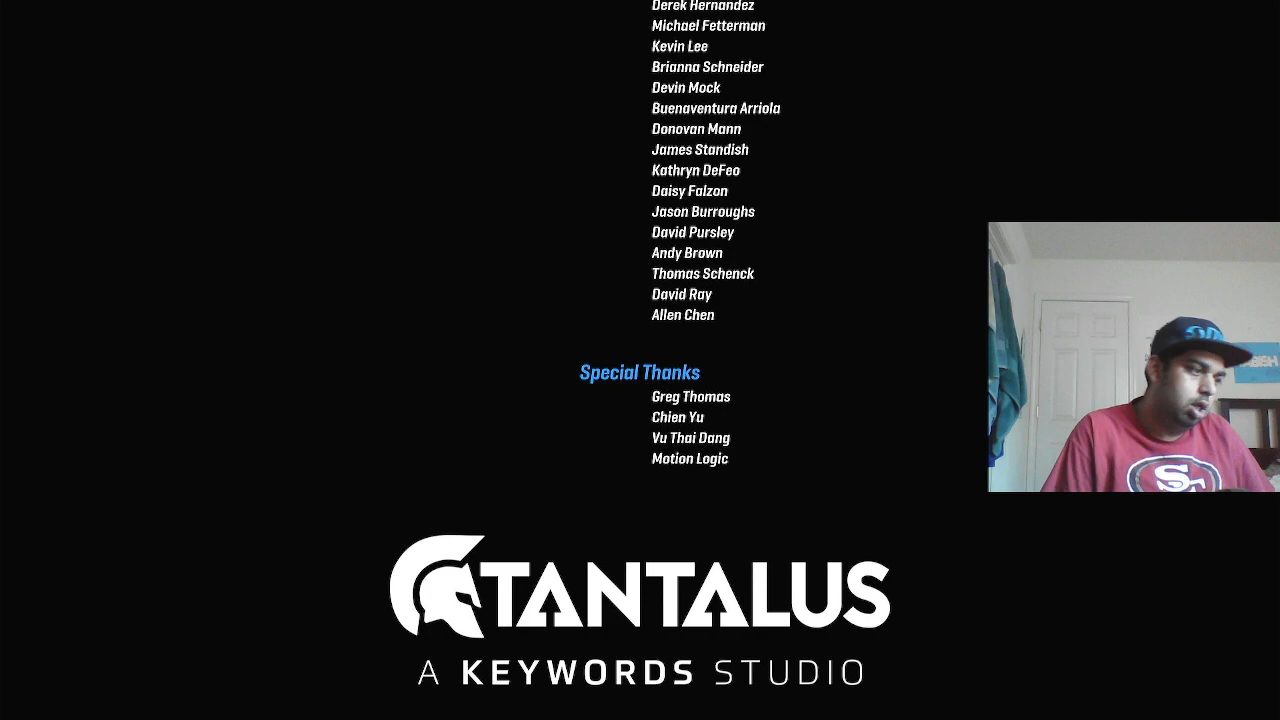 Derek Hernandez
Michael Fetterman
Kevin Lee
Brianna Schneider
Devin Mock
Buenaventura Arriola
Donovan Mann
James Standish
Kathryn DeFeo
Daisy Falzon
Jason Burroughs
David Pursley
Andy Brown
Thomas Schenck
David Ray
Allen Chen
Special Thanks
Greg Thomas
Chien Yu
Vu Thai Dang
Motion Logic
SF
TANTALUS
A KEYWORDS STUDIO